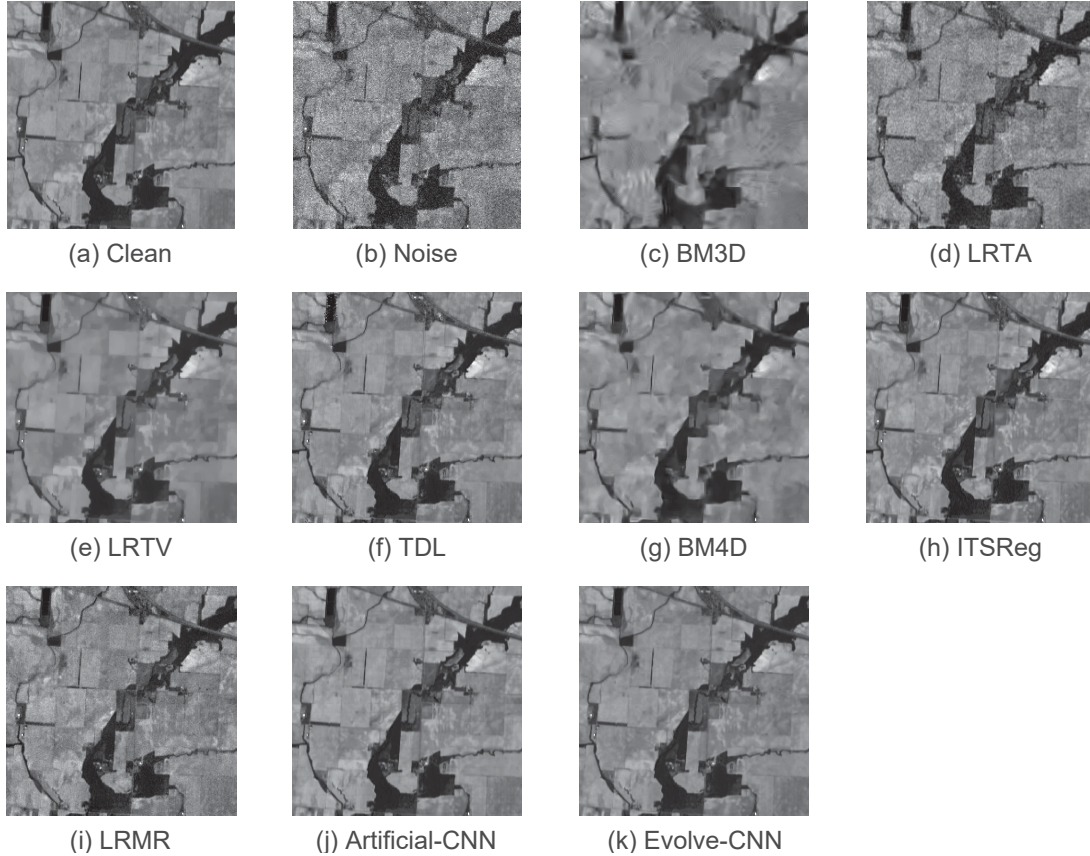 (a) Clean
(b) Noise
(c) BM3D
(d) LRTA
(e) LRTV
(f) TDL
(g) BM4D
(h) ITSReg
(i) LRMR
(j) Artificial-CNN
(k) Evolve-CNN